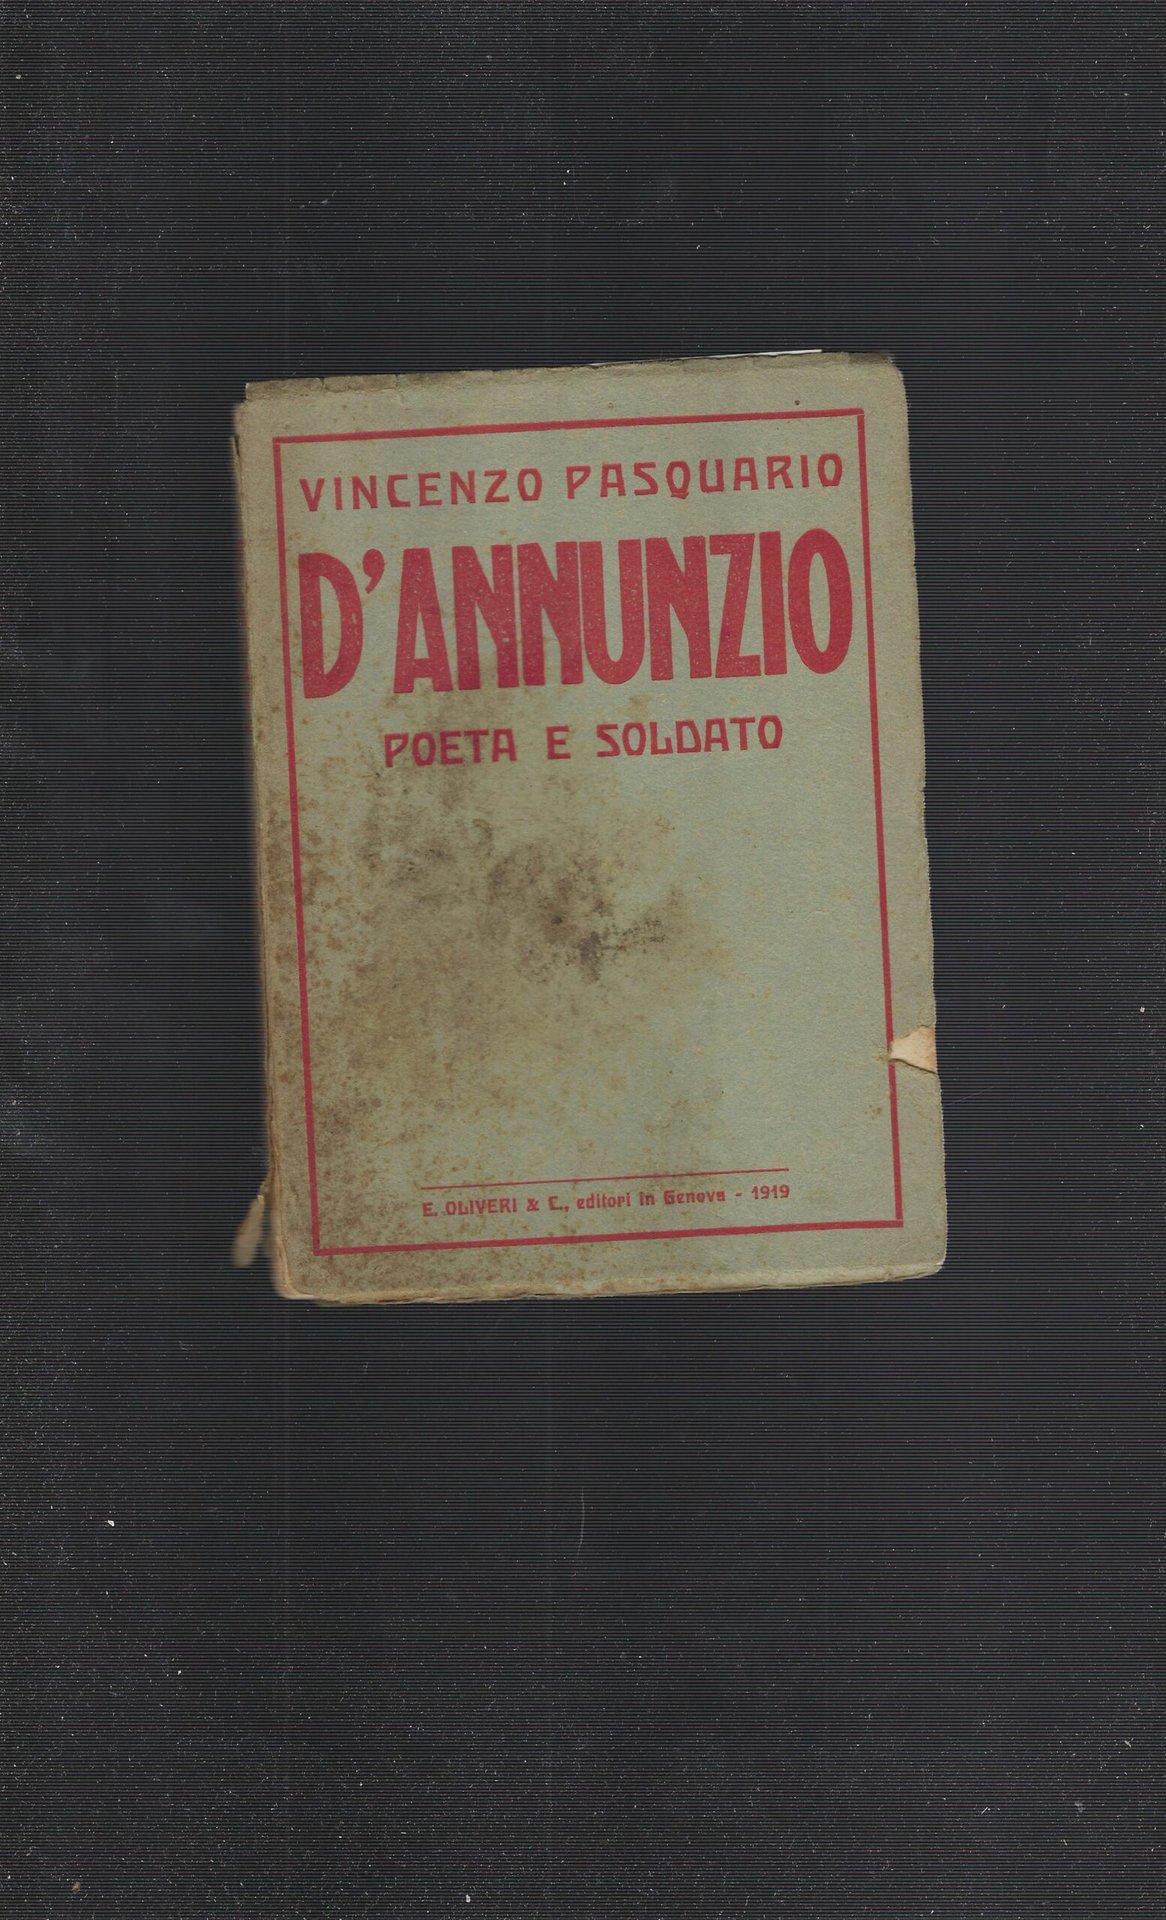 VINCENZO PASQUARIO
D'ANNUNZIO
POETA E SOLDATO
E. OLIVERI & C., editori in Genova - 1919